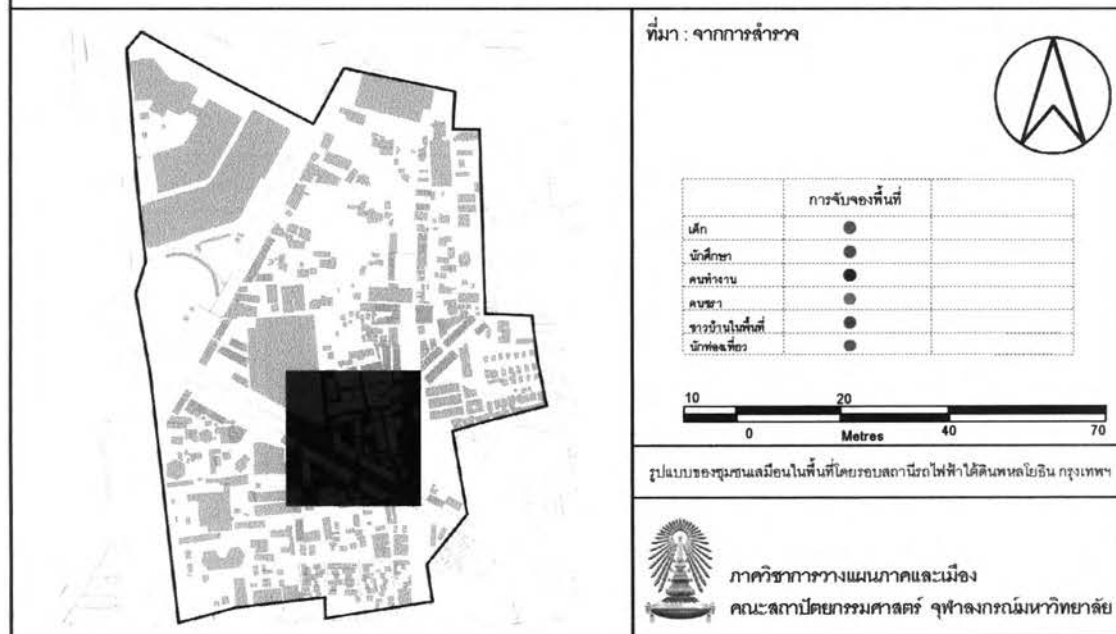 ที่มา : จากการสำรวจ
การจับจองพื้นที่
เด็ก
นักศึกษา
คนทำงาน
คนชรา
ชาวบ้านในพื้นที่
นักท่องเที่ยว
10 20
0 Metres 40 70
รูปแบบของชุมชนเสมือนในพื้นที่โดยรอบสถานีรถไฟฟ้าใต้ดินพหลโยธิน กรุงเทพฯ
ภาควิชาการวางแผนภาคและเมือง
คณะสถาปัตยกรรมศาสตร์ จุฬาลงกรณ์มหาวิทยาลัย